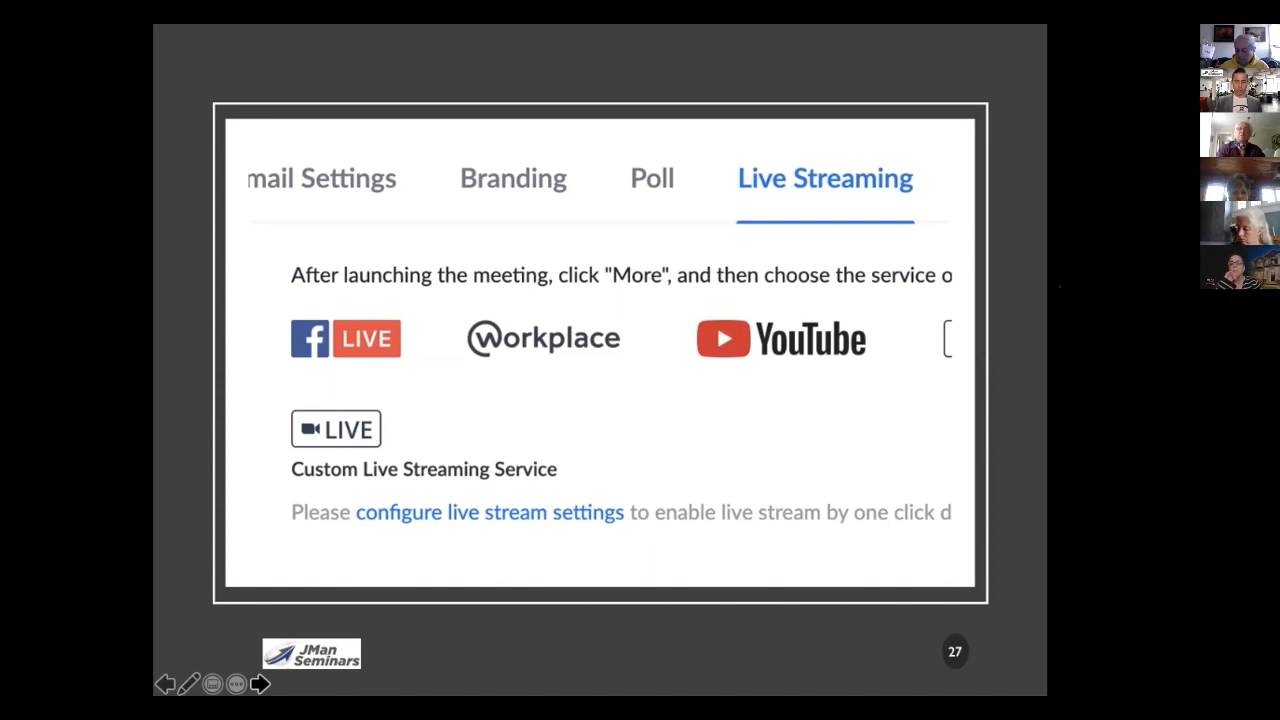 mail Settings Branding Poll Live Streaming
After launching the meeting, click "More", and then choose the service o
f LIVE workplace YouTube
LIVE
Custom Live Streaming Service
Please configure live stream settings to enable live stream by one click d
JMan
Seminars
27